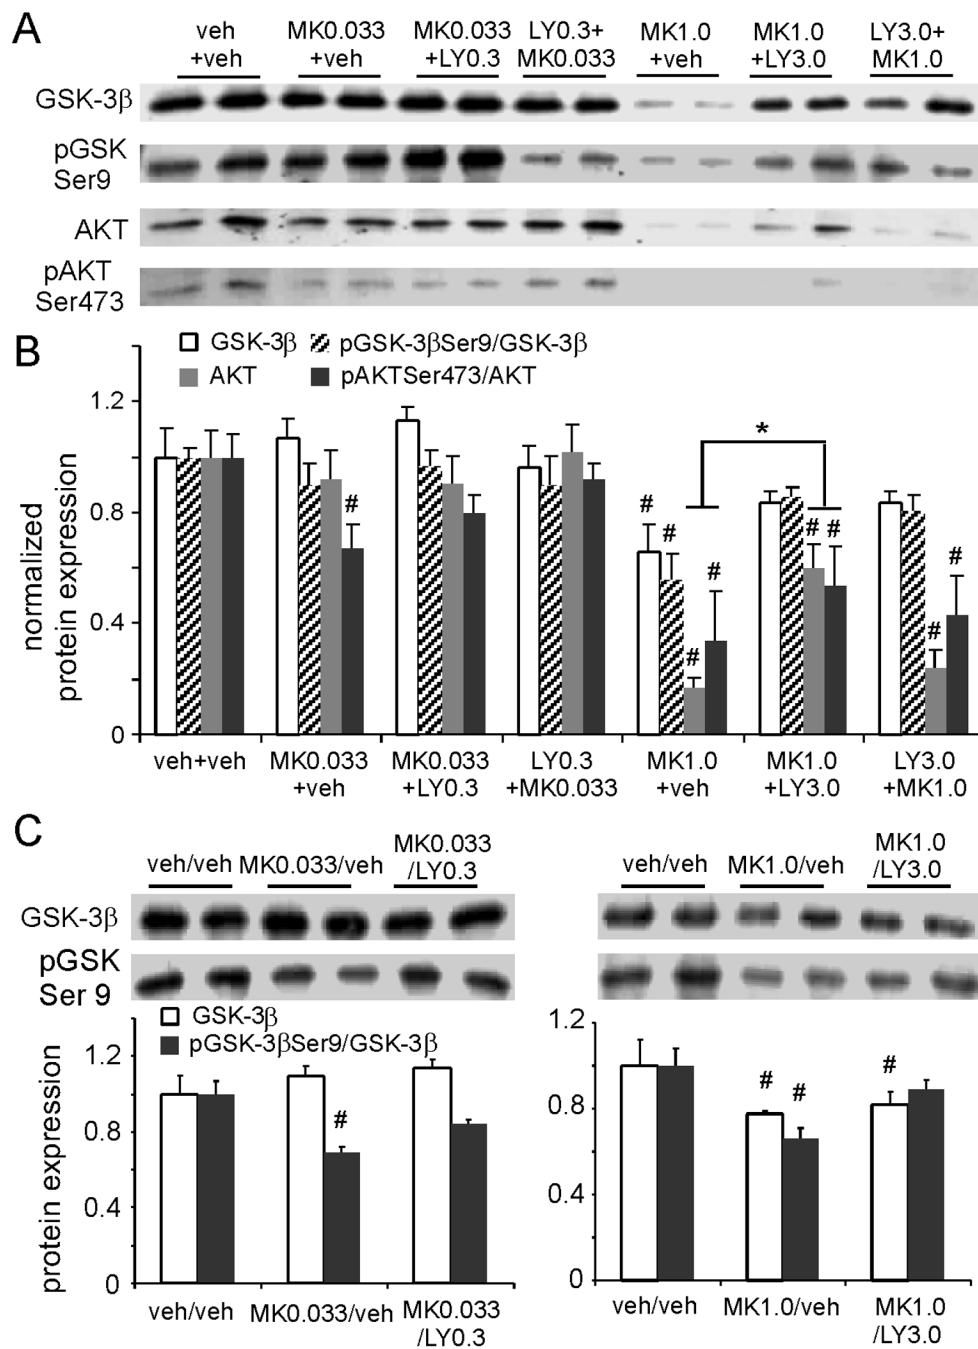 A
veh MK0.033 MK0.033 LY0.3+ MK1.0 MK1.0 LY3.0+
+veh +veh +LY0.3 MK0.033 +veh +LY3.0 MK1.0
GSK-3β
pGSK
Ser9
AKT
pAKT
Ser473
B
GSK-3β pGSK-3βSer9/GSK-3β
AKT pAKTSer473/AKT
normalized
protein expression
1.2
0.8
0.4
0
*
#
# # # #
# #
# #
veh+veh MK0.033 MK0.033 LY0.3 MK1.0 MK1.0 LY3.0
+veh +LY0.3 +MK0.033 +veh +LY3.0 +MK1.0
C
veh/veh MK0.033/veh MK0.033
/LY0.3
veh/veh MK1.0/veh MK1.0
/LY3.0
GSK-3β
pGSK
Ser 9
GSK-3β
pGSK-3βSer9/GSK-3β
protein expression
1.2
0.8
0.4
0
#
veh/veh MK0.033/veh MK0.033
/LY0.3
1.2
0.8
0.4
0
# # #
veh/veh MK1.0/veh MK1.0
/LY3.0